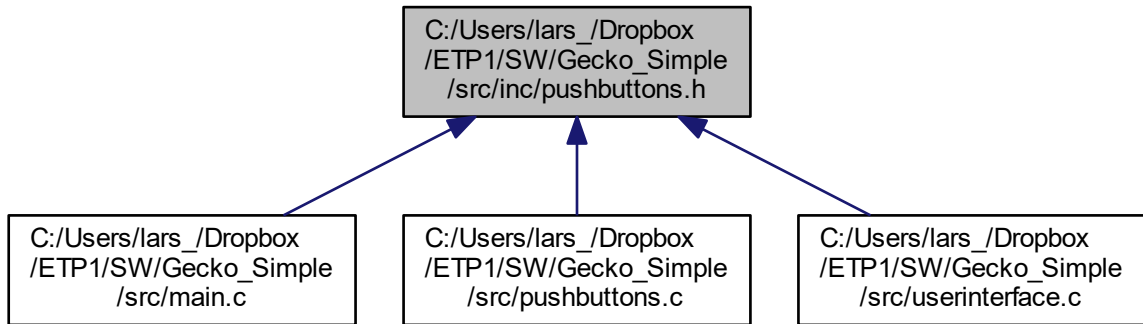 C:/Users/lars_/Dropbox
/ETP1/SW/Gecko_Simple
/src/inc/pushbuttons.h
C:/Users/lars_/Dropbox
/ETP1/SW/Gecko_Simple
/src/main.c
C:/Users/lars_/Dropbox
/ETP1/SW/Gecko_Simple
/src/pushbuttons.c
C:/Users/lars_/Dropbox
/ETP1/SW/Gecko_Simple
/src/userinterface.c